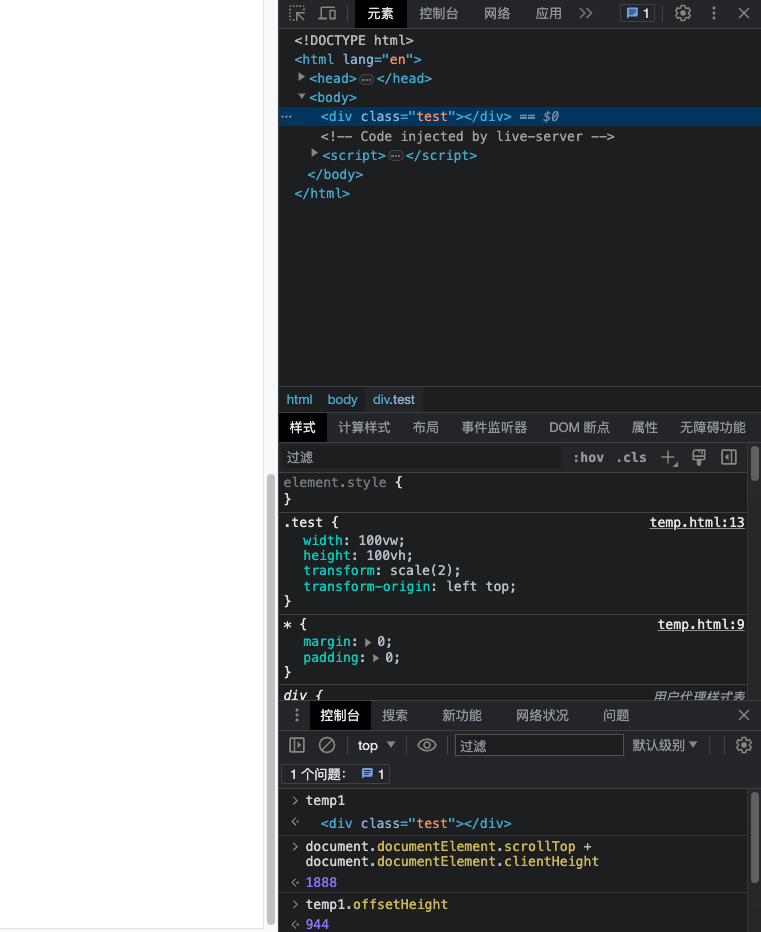 元素 控制台 网络 应用 1
<!DOCTYPE html>
<html lang="en">
<head>…</head>
<body>
<div class="test"></div> == $0
<!-- Code injected by live-server -->
<script>…</script>
</body>
</html>
html body div.test
样式 计算样式 布局 事件监听器 DOM 断点 属性 无障碍功能
过滤 :hov .cls
element.style {
}
.test { temp.html:13
width: 100vw;
height: 100vh;
transform: scale(2);
transform-origin: left top;
}
* { temp.html:9
margin: 0;
padding: 0;
}
div { 用户代理样式表
控制台 搜索 新功能 网络状况 问题
top 过滤 默认级别
1 个问题: 1
temp1
<div class="test"></div>
document.documentElement.scrollTop +
document.documentElement.clientHeight
1888
temp1.offsetHeight
944